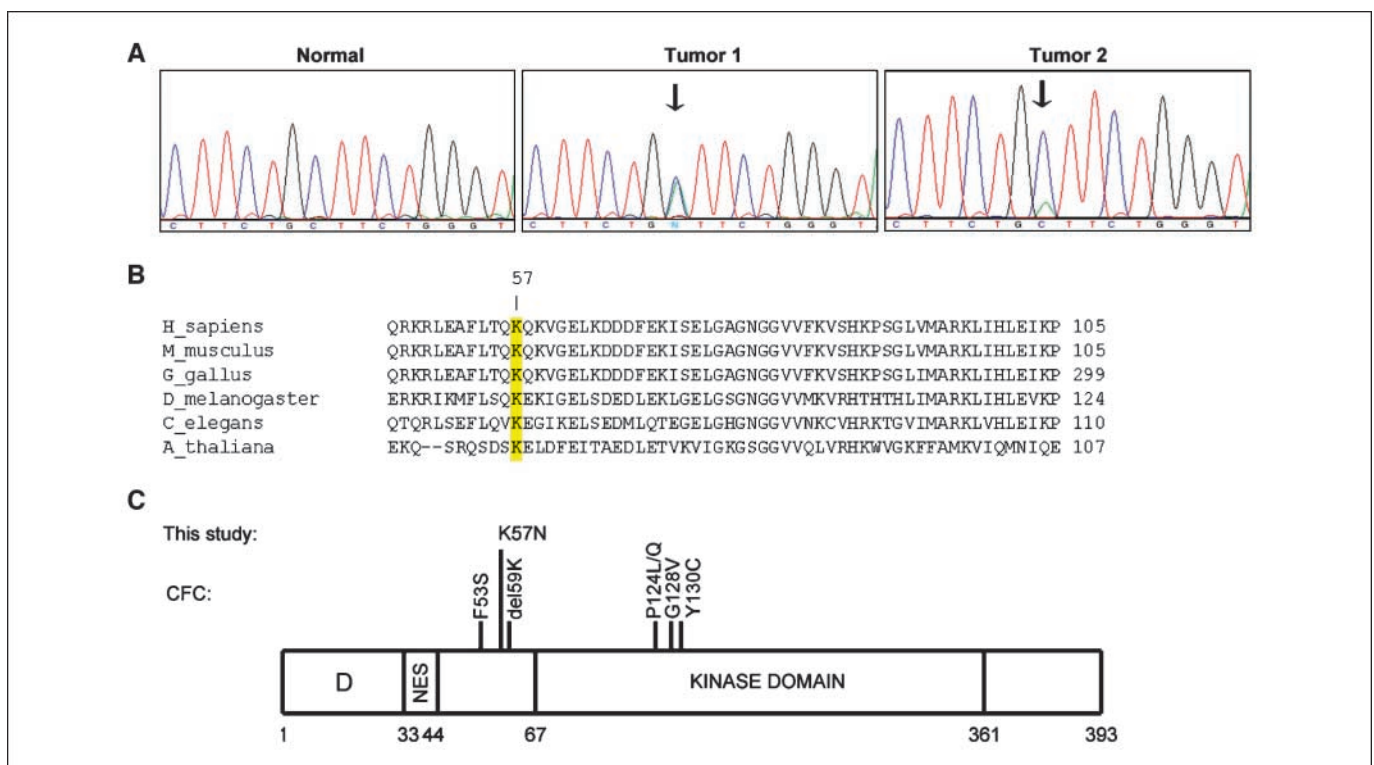 A
Normal Tumor 1 Tumor 2
C T T C T G C T T C T G G G T C T T C T G N T T C T G G G T C T T C T G C T T C T G G G T
B
57
H_sapiens QRKRLEAFLTQKQKVGELKDDDFEKISELGAGNGGVVFKVSHKPSGLVMARKLIHLEIKP 105
M_musculus QRKRLEAFLTQKQKVGELKDDDFEKISELGAGNGGVVFKVSHKPSGLVMARKLIHLEIKP 105
G_gallus QRKRLEAFLTQKQKVGELKDDDFEKISELGAGNGGVVFKVSHKPSGLIMARKLIHLEIKP 299
D_melanogaster ERKRIKMFLSQKEKIGELSDEDLEKLGELGSGNGGVVMKVRHTHTHLIMARKLIHLEVKP 124
C_elegans QTQRLSEFLQVKEGIKELSEDMLQTEGELGHGNGGVVNKCVHRKTGVIMARKLVHLEIKP 110
A_thaliana EKQ--SRQSDSKELDFEITAEDLETVKVIGKGSGGVVQLVRHKWVGKFFAMKVIQMNIQE 107
C
This study: K57N
CFC: F53S del59K P124L/Q G128V Y130C
D NES KINASE DOMAIN
1 33 44 67 361 393